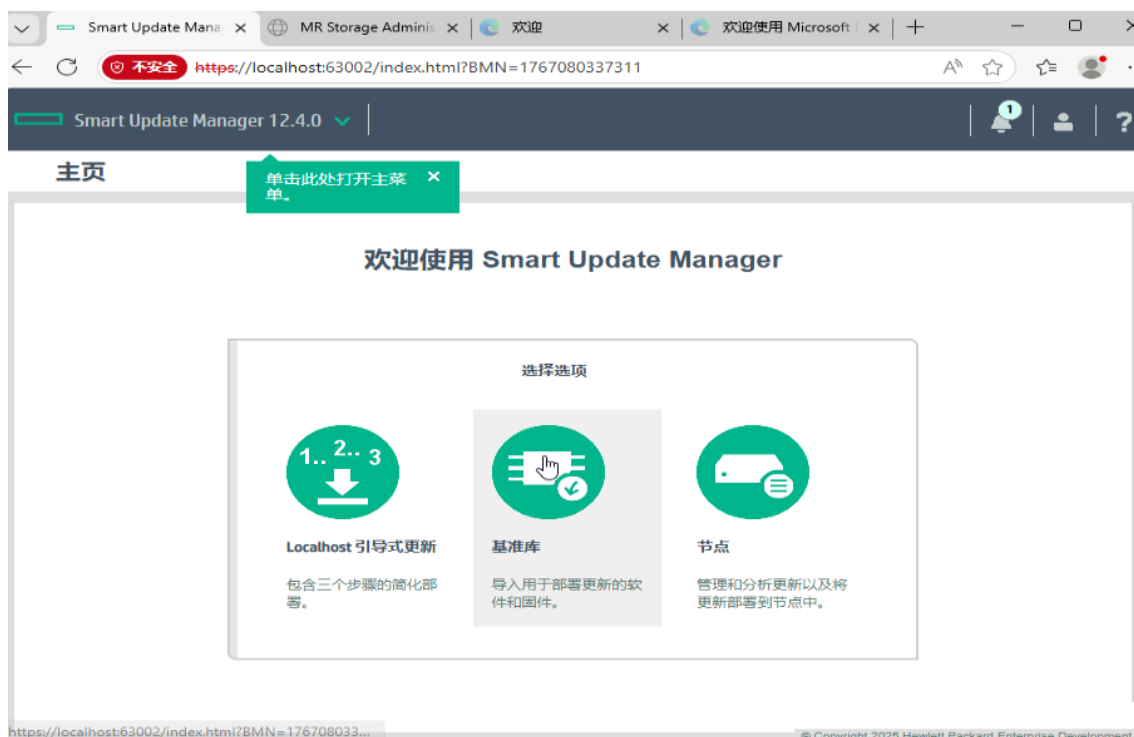 Smart Update Mana
MR Storage Adminis
欢迎
欢迎使用 Microsoft
不安全 https://localhost:63002/index.html?BMN=1767080337311
Smart Update Manager 12.4.0
1
?
主页
单击此处打开主菜
单。
欢迎使用 Smart Update Manager
选择选项
1.. 2.. 3
Localhost 引导式更新
包含三个步骤的简化部
署。
基准库
导入用于部署更新的软
件和固件。
节点
管理和分析更新以及将
更新部署到节点中。
https://localhost:63002/index.html?BMN=176708033...
© Copyright 2025 Hewlett Packard Enterprise Development